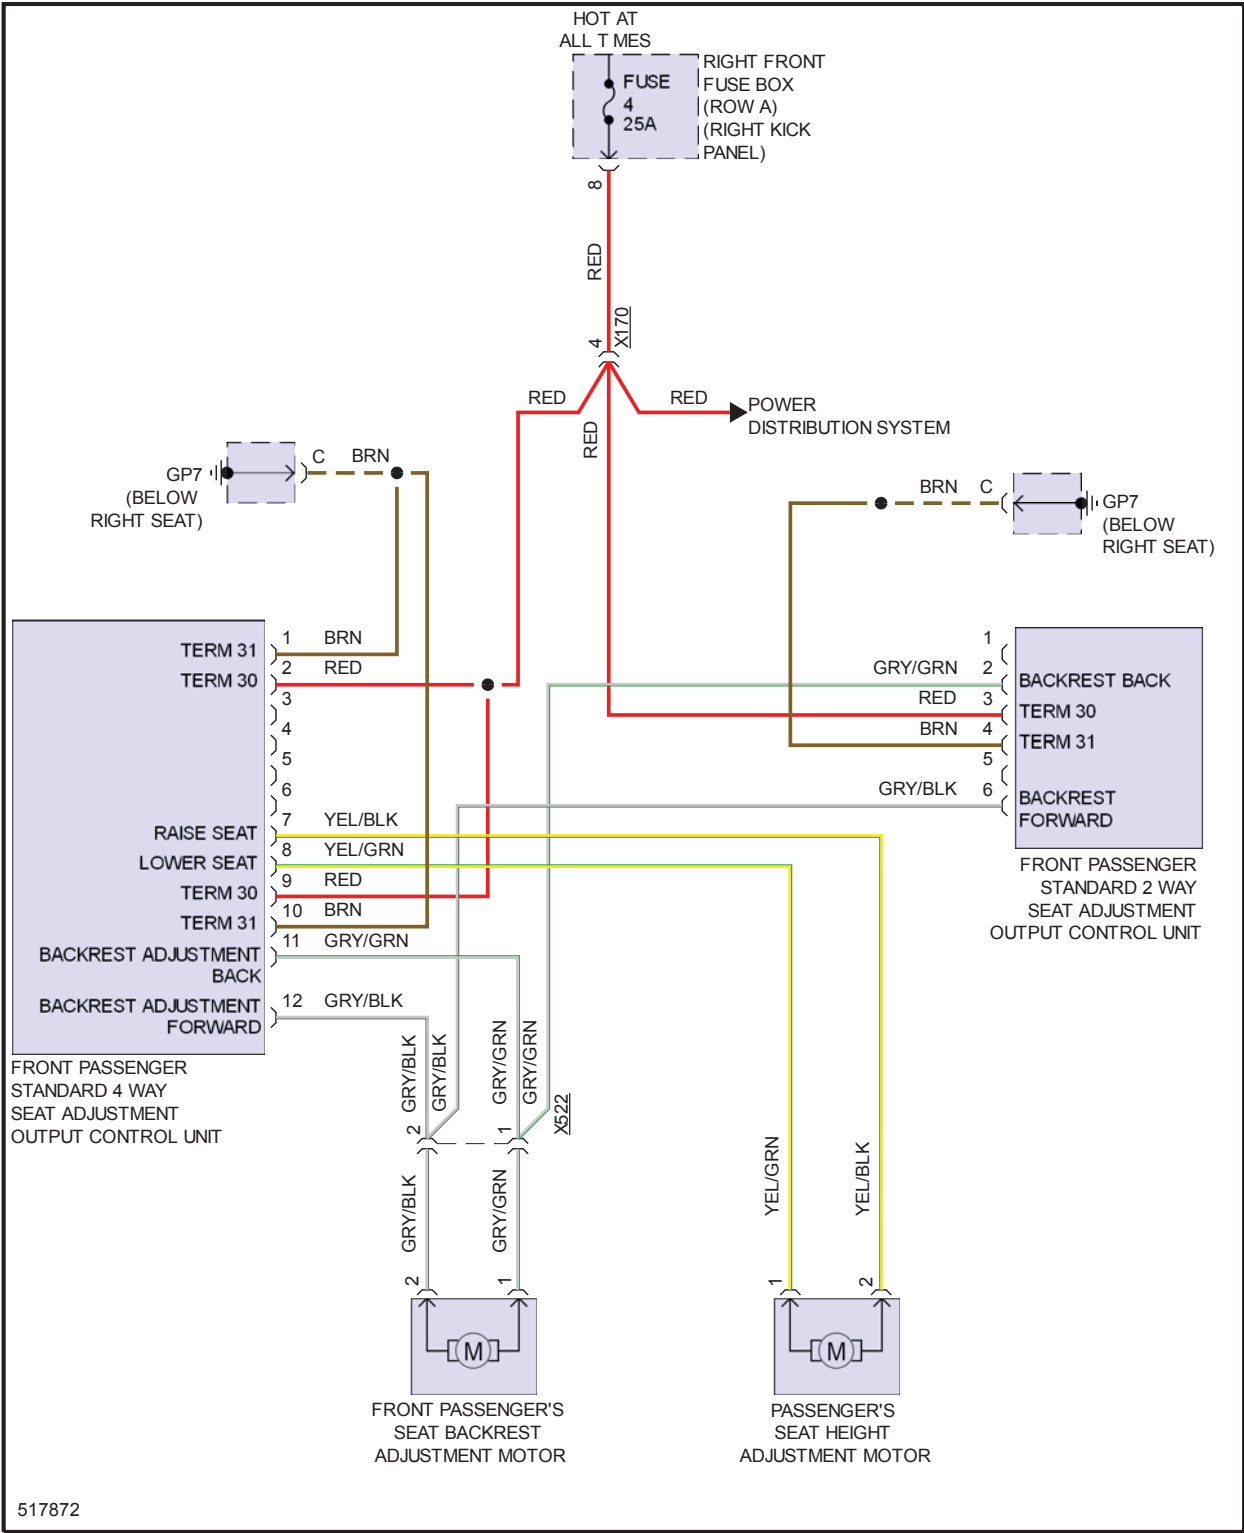 HOT AT
ALL T MES
RIGHT FRONT
FUSE BOX
(ROW A)
(RIGHT KICK
PANEL)
FUSE
4
25A
8
RED
4
X170
RED
RED
RED
POWER
DISTRIBUTION SYSTEM
C
BRN
GP7
(BELOW
RIGHT SEAT)
BRN
C
GP7
(BELOW
RIGHT SEAT)
TERM 31
1
BRN
TERM 30
2
RED
3
4
5
6
RAISE SEAT
7
YEL/BLK
LOWER SEAT
8
YEL/GRN
TERM 30
9
RED
TERM 31
10
BRN
BACKREST ADJUSTMENT
BACK
11
GRY/GRN
BACKREST ADJUSTMENT
FORWARD
12
GRY/BLK
FRONT PASSENGER
STANDARD 4 WAY
SEAT ADJUSTMENT
OUTPUT CONTROL UNIT
1
GRY/GRN
2
BACKREST BACK
RED
3
TERM 30
BRN
4
TERM 31
5
GRY/BLK
6
BACKREST
FORWARD
FRONT PASSENGER
STANDARD 2 WAY
SEAT ADJUSTMENT
OUTPUT CONTROL UNIT
GRY/BLK
GRY/BLK
GRY/GRN
GRY/GRN
2
1
X522
GRY/BLK
GRY/GRN
YEL/GRN
YEL/BLK
2
1
1
2
M
M
FRONT PASSENGER'S
SEAT BACKREST
ADJUSTMENT MOTOR
PASSENGER'S
SEAT HEIGHT
ADJUSTMENT MOTOR
517872